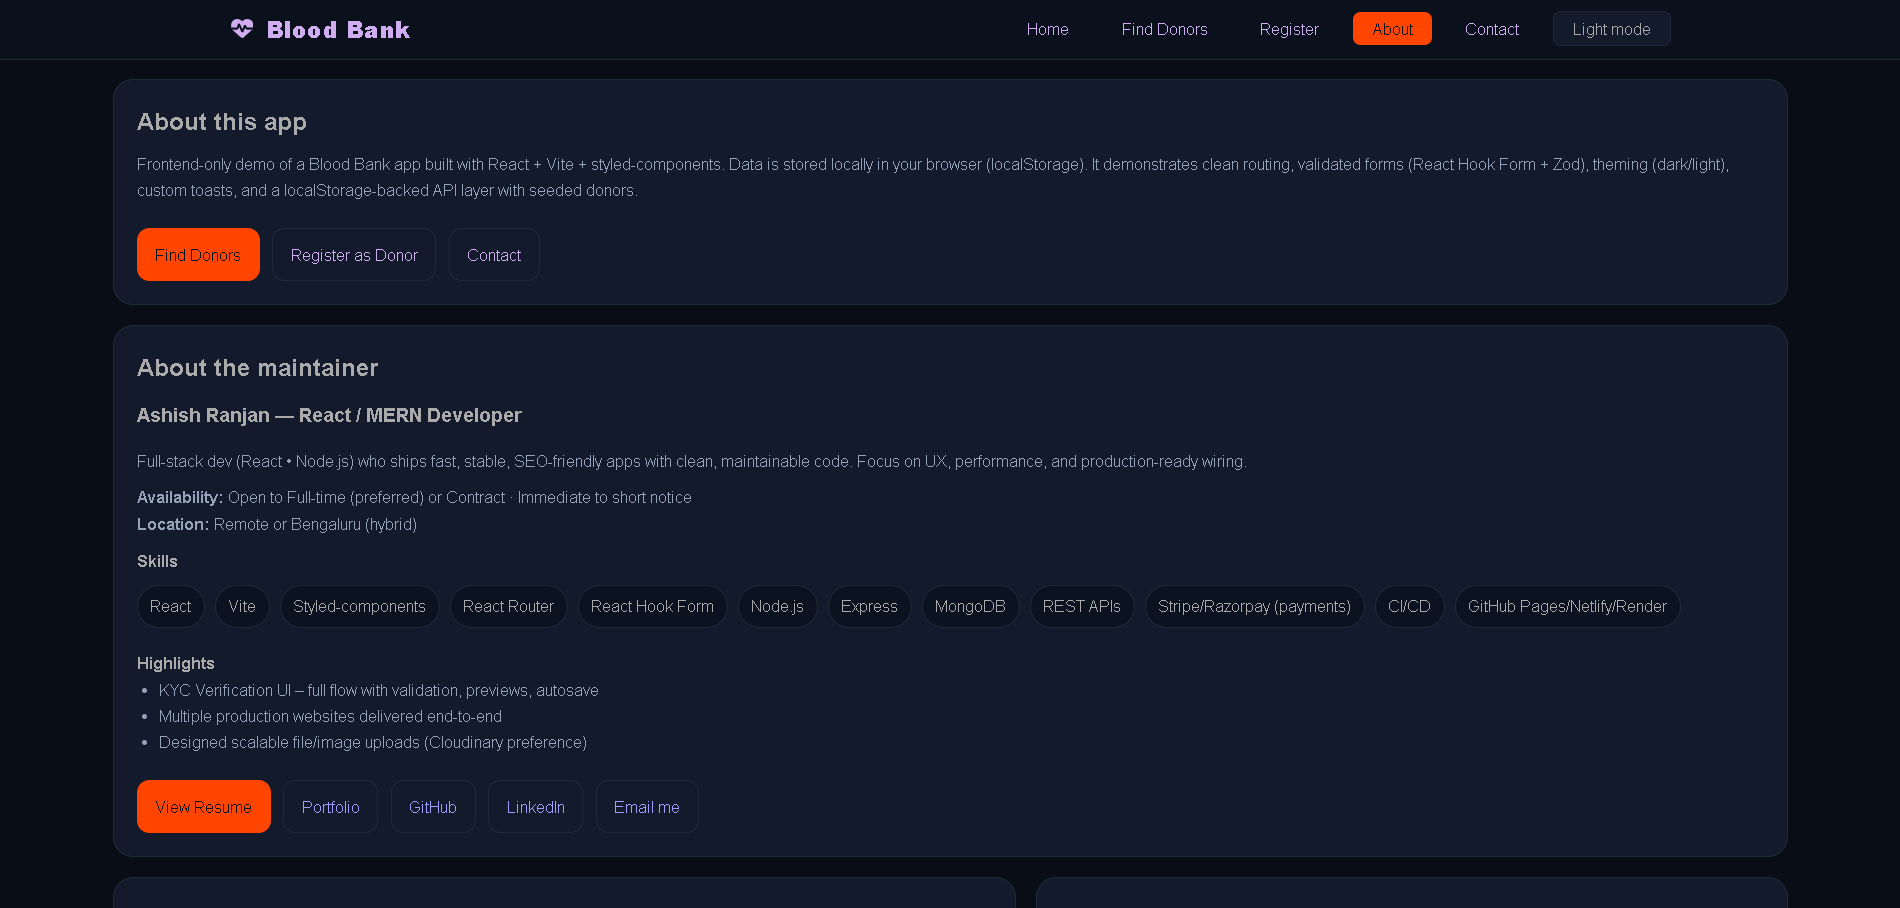 Blood Bank
Home
Find Donors
Register
About
Contact
Light mode
About this app
Frontend-only demo of a Blood Bank app built with React + Vite + styled-components. Data is stored locally in your browser (localStorage). It demonstrates clean routing, validated forms (React Hook Form + Zod), theming (dark/light),
custom toasts, and a localStorage-backed API layer with seeded donors.
Find Donors
Register as Donor
Contact
About the maintainer
Ashish Ranjan — React / MERN Developer
Full-stack dev (React • Node.js) who ships fast, stable, SEO-friendly apps with clean, maintainable code. Focus on UX, performance, and production-ready wiring.
Availability: Open to Full-time (preferred) or Contract · Immediate to short notice
Location: Remote or Bengaluru (hybrid)
Skills
React
Vite
Styled-components
React Router
React Hook Form
Node.js
Express
MongoDB
REST APIs
Stripe/Razorpay (payments)
CI/CD
GitHub Pages/Netlify/Render
Highlights
• KYC Verification UI – full flow with validation, previews, autosave
• Multiple production websites delivered end-to-end
• Designed scalable file/image uploads (Cloudinary preference)
View Resume
Portfolio
GitHub
LinkedIn
Email me